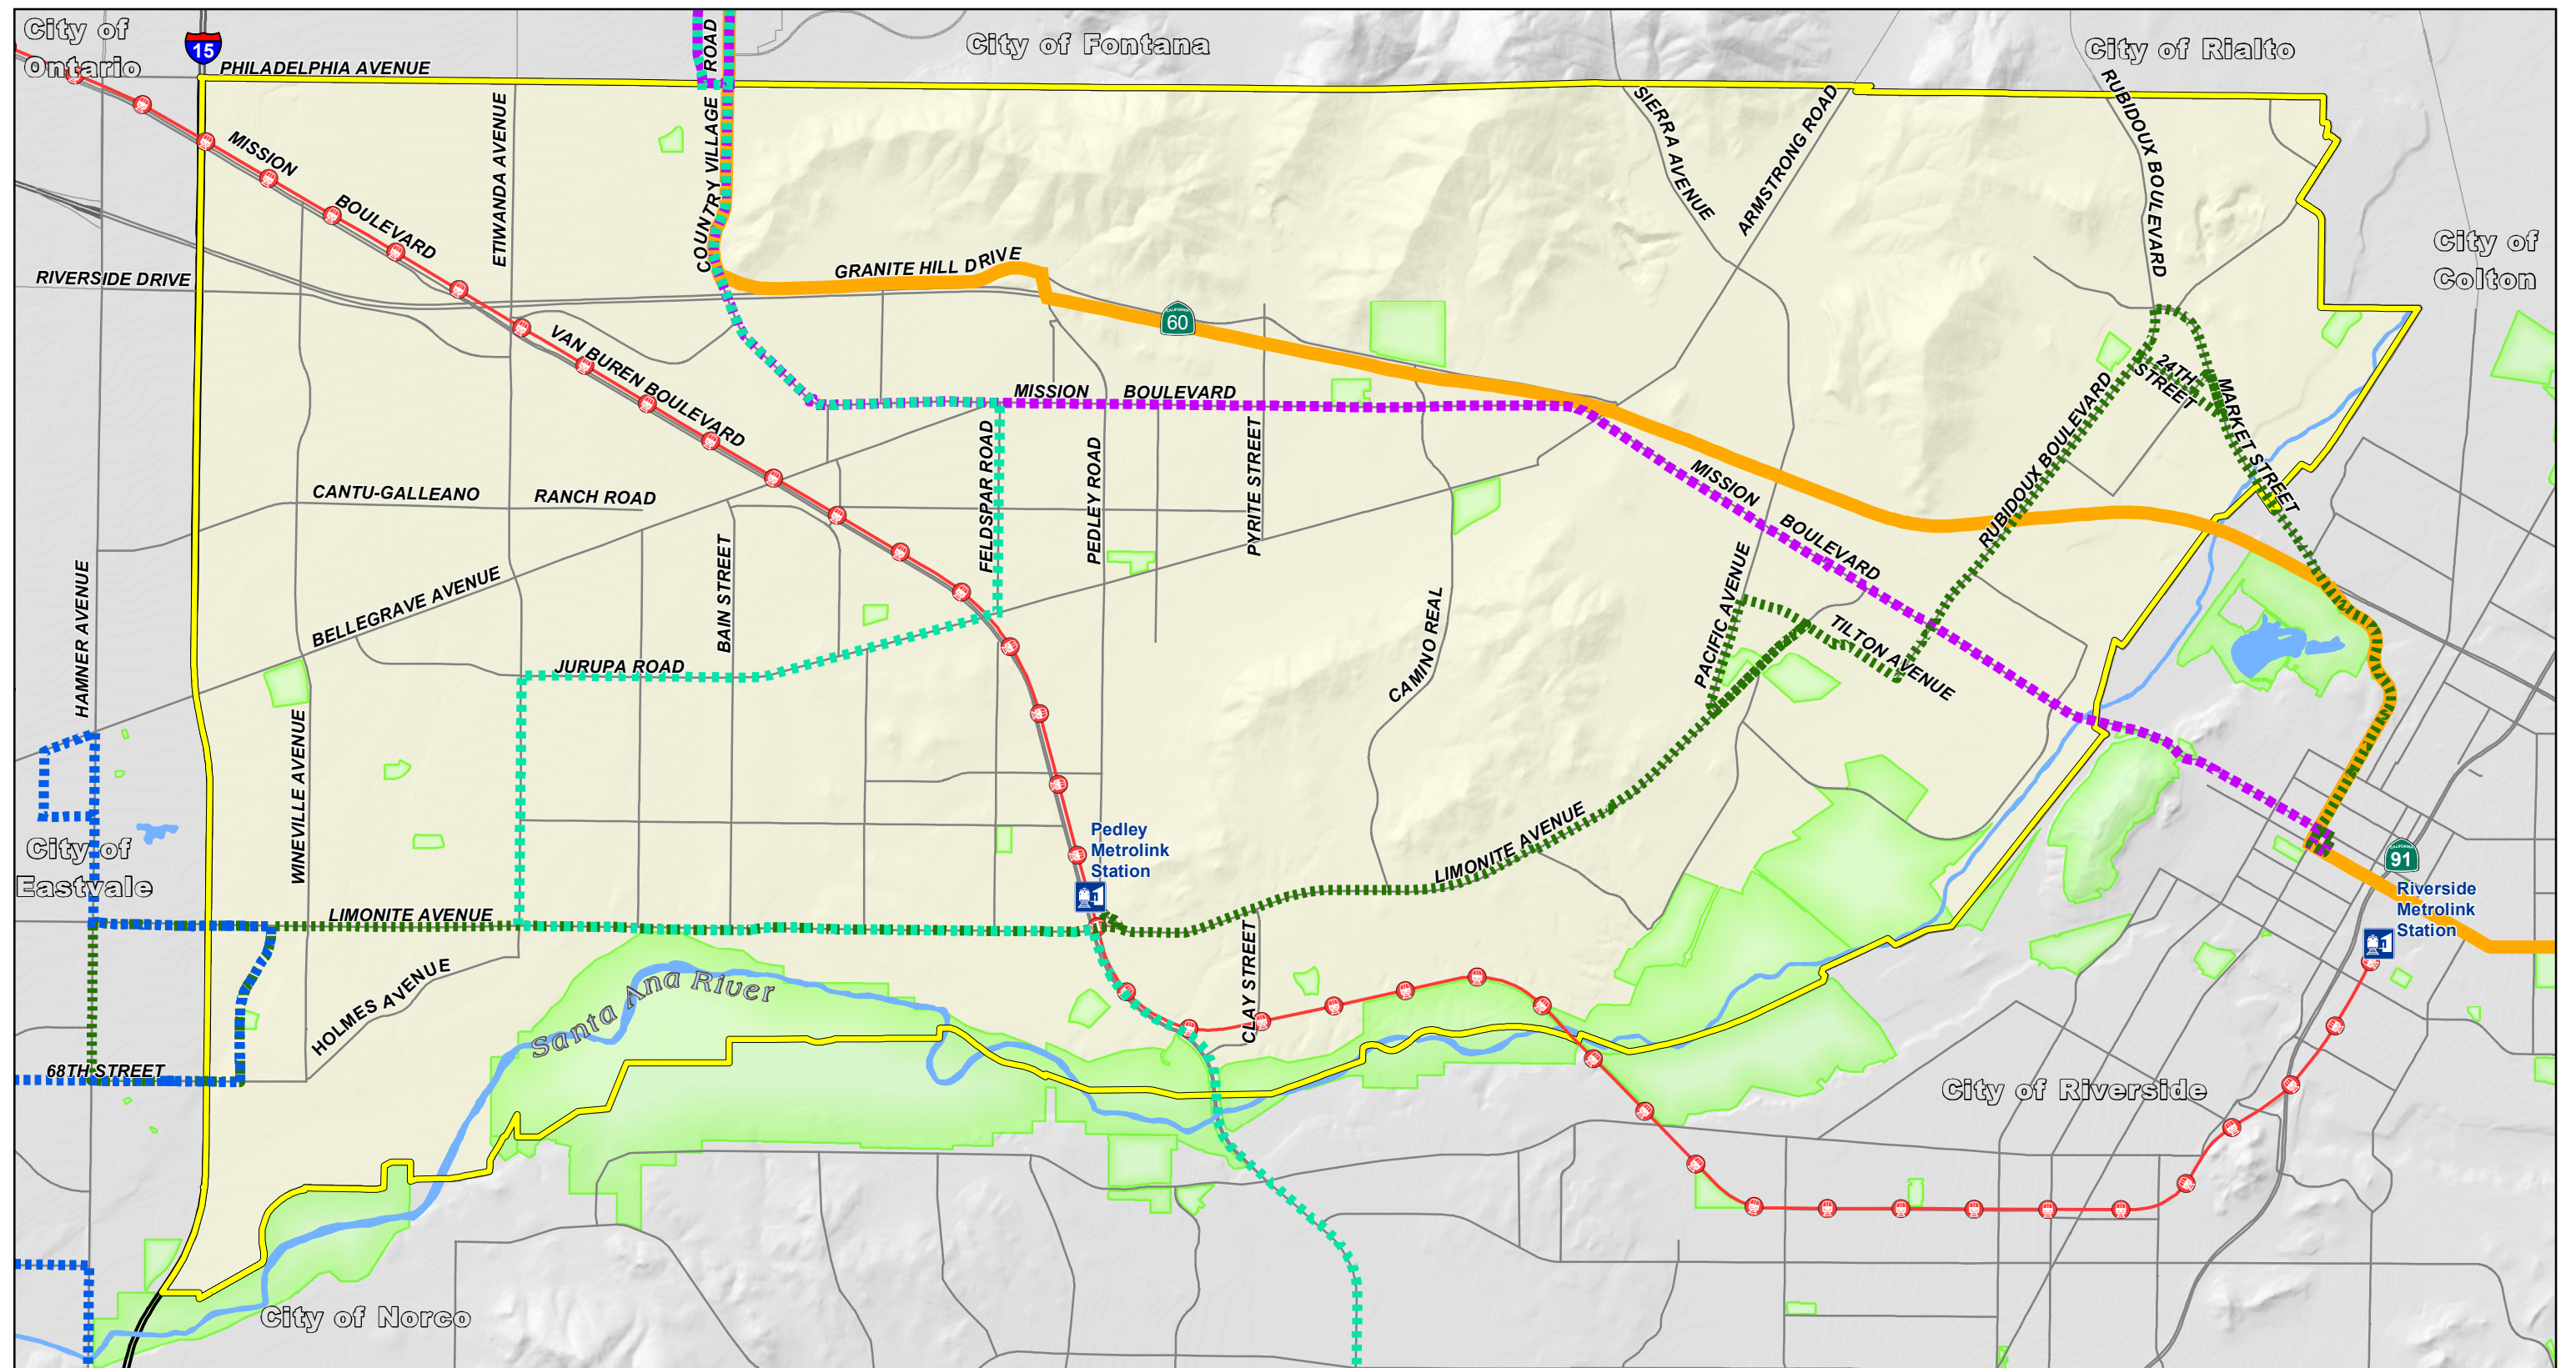 City of
Ontario
15
PHILADELPHIA AVENUE
ROAD
COUNTRY VILLAGE
City of Fontana
City of Rialto
City of
Colton
MISSION
BOULEVARD
ETIWANDA AVENUE
RIVERSIDE DRIVE
GRANITE HILL DRIVE
60
SIERRA AVENUE
ARMSTRONG ROAD
RUBIDOUX BOULEVARD
VAN BUREN BOULEVARD
MISSION
BOULEVARD
24TH
STREET
MARKET STREET
RUBIDOUX BOULEVARD
CANTU-GALLEANO
RANCH ROAD
FELDSPAR ROAD
PEDLEY ROAD
PYRITE STREET
MISSION
BOULEVARD
HAMNER AVENUE
BELLEGRAVE AVENUE
BAIN STREET
JURUPA ROAD
CAMINO REAL
PACIFIC AVENUE
TILTON AVENUE
WINEVILLE AVENUE
City of
Eastvale
Pedley
Metrolink
Station
LIMONITE AVENUE
91
Riverside
Metrolink
Station
LIMONITE AVENUE
HOLMES AVENUE
Santa Ana River
CLAY STREET
68TH STREET
City of Riverside
City of Norco